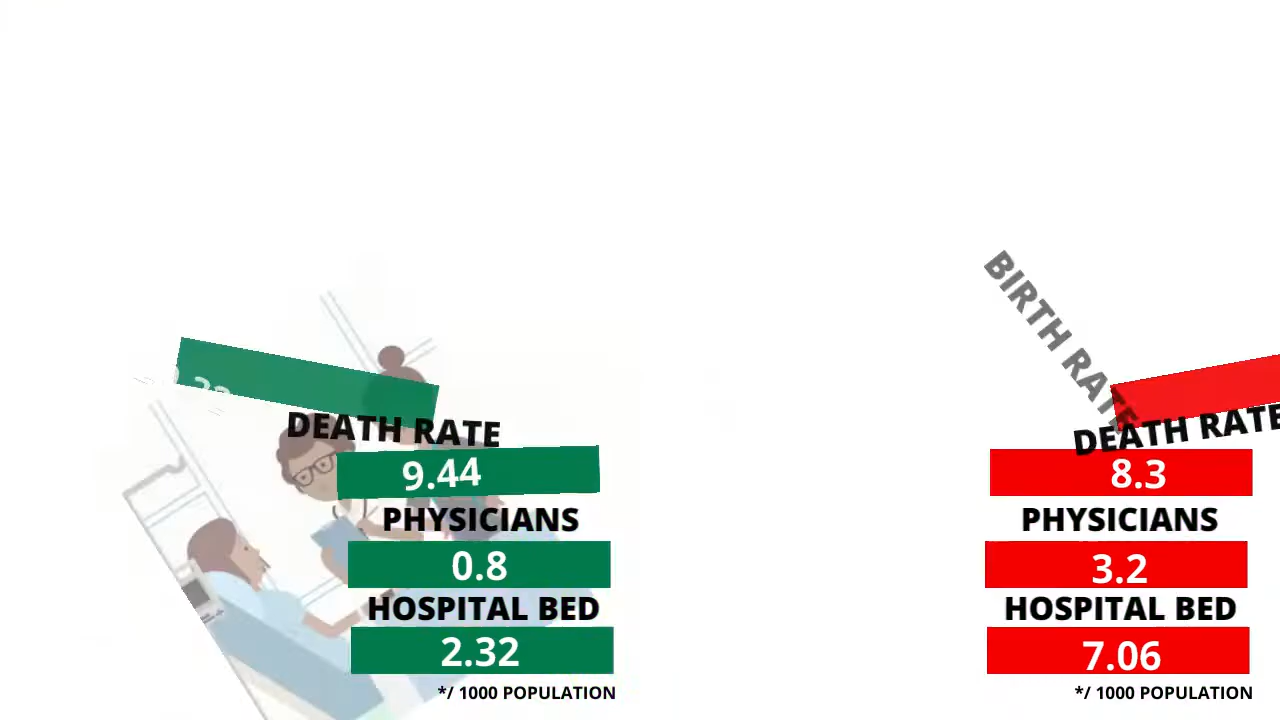 DEATH RATE
9.44
PHYSICIANS
0.8
HOSPITAL BED
2.32
*/ 1000 POPULATION
BIRTH RATE
DEATH RATE
8.3
PHYSICIANS
3.2
HOSPITAL BED
7.06
*/ 1000 POPULATION